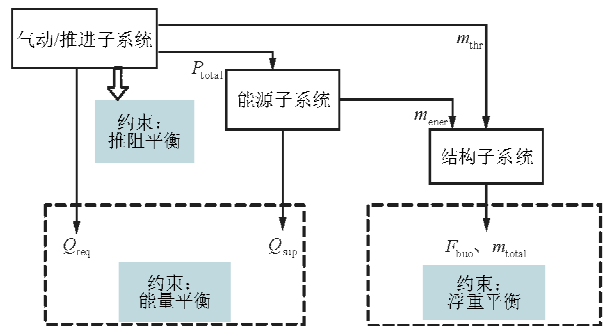 气动/推进子系统
m_thr
P_total
能源子系统
m_ener
约束：
推阻平衡
结构子系统
Q_req
Q_sup
F_buo、m_total
约束：
能量平衡
约束：
浮重平衡